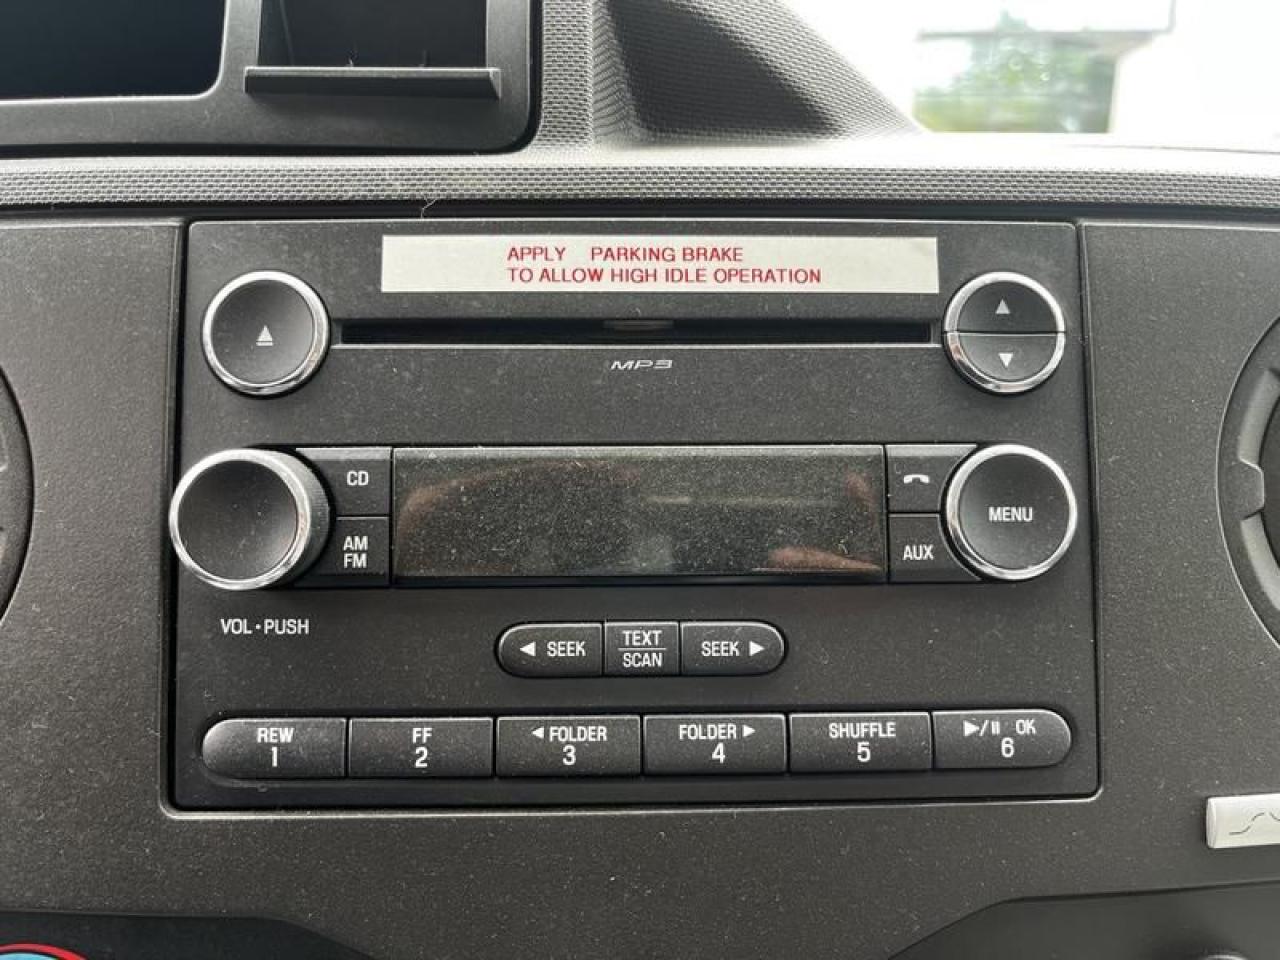 APPLY PARKING BRAKE
TO ALLOW HIGH IDLE OPERATION
MP3
CD
AM
FM
AUX
MENU
VOL•PUSH
◀ SEEK
TEXT
SCAN
SEEK ▶
REW
1
FF
2
◀ FOLDER
3
FOLDER ▶
4
SHUFFLE
5
▶/II OK
6